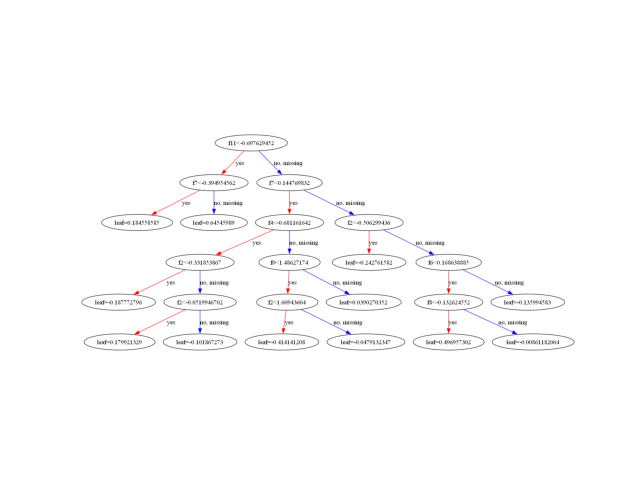 f11<-0.697629452
yes
no, missing
f7<-0.394954562
f7<0.144769832
yes
no, missing
yes
no, missing
leaf=0.184558585
leaf=0.64545989
f4<-0.681161642
f2<-0.506299436
yes
no, missing
yes
no, missing
f2<-0.331853867
f0<1.48627174
leaf=-0.242761582
f6<0.168638885
yes
no, missing
yes
no, missing
yes
no, missing
leaf=-0.187772796
f2<-0.0519946702
f2<1.60943604
leaf=0.0390270352
f8<-0.132624552
leaf=-0.135994583
yes
no, missing
yes
no, missing
yes
no, missing
leaf=0.179921329
leaf=-0.101867273
leaf=-0.414141208
leaf=-0.0479132347
leaf=0.496957302
leaf=-0.00861182064